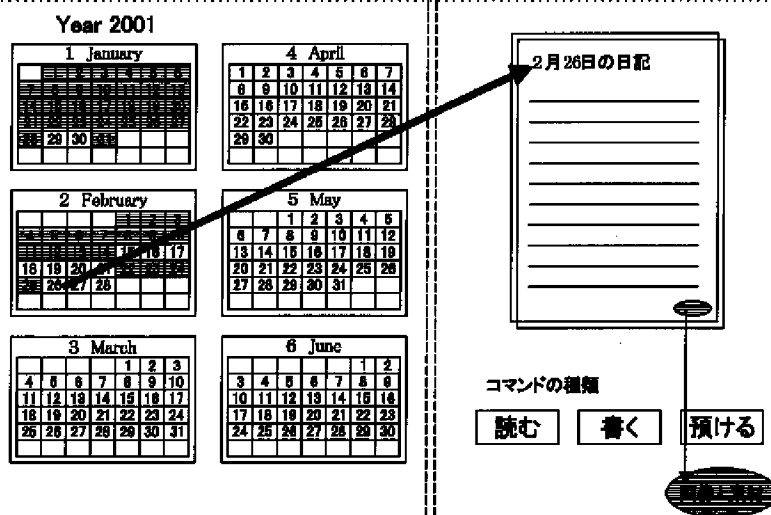 Year 2001
1 January
29 30
2 February
17
18 19 20
26 27 28
3 March
1 2 3
4 5 6 7 8 9 10
11 12 13 14 15 16 17
18 19 20 21 22 23 24
25 26 27 28 29 30 31
4 April
1 2 3 4 5 6 7
8 9 10 11 12 13 14
15 16 17 18 19 20 21
22 23 24 25 26 27 28
29 30
5 May
1 2 3 4 5
6 7 8 9 10 11 12
13 14 15 16 17 18 19
20 21 22 23 24 25 26
27 28 29 30 31
6 June
1 2
3 4 5 6 7 8 9
10 11 12 13 14 15 16
17 18 19 20 21 22 23
24 25 26 27 28 29 30
2月26日の日記
コマンドの種類
読む 書く 預ける